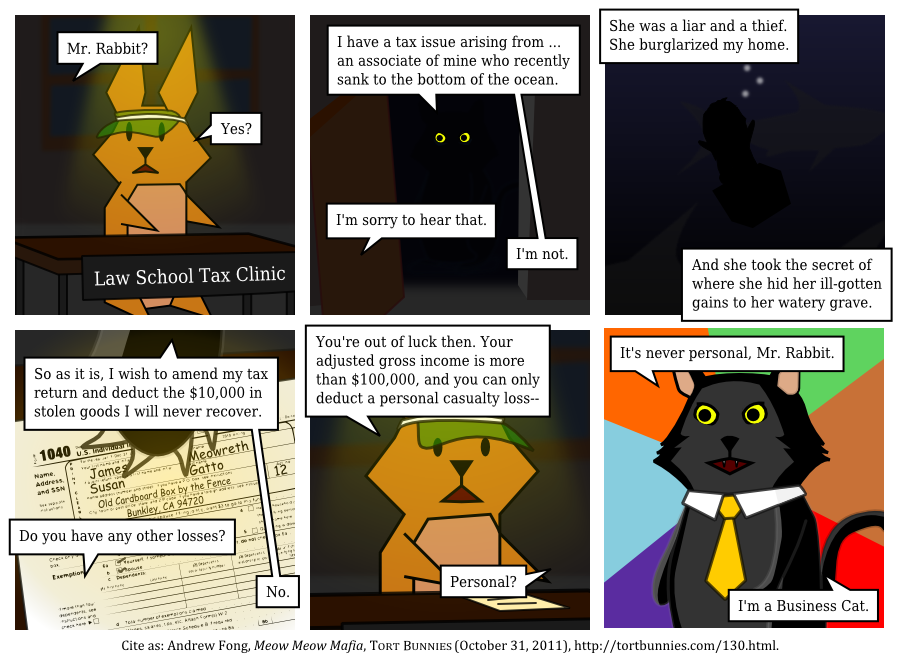 Mr. Rabbit?
Yes?
Law School Tax Clinic
I have a tax issue arising from ...
an associate of mine who recently
sank to the bottom of the ocean.
I'm sorry to hear that.
I'm not.
She was a liar and a thief.
She burglarized my home.
And she took the secret of
where she hid her ill-gotten
gains to her watery grave.
So as it is, I wish to amend my tax
return and deduct the $10,000 in
stolen goods I will never recover.
1040 U.S. Individual
Name,
Address,
and SSN
James Meowreth
Susan Gatto
12
Old Cardboard Box by the Fence
Bunkley, CA 94720
Do you have any other losses?
Exemptions
6a Yourself
b Spouse
c Dependents:
No.
You're out of luck then. Your
adjusted gross income is more
than $100,000, and you can only
deduct a personal casualty loss--
Personal?
It's never personal, Mr. Rabbit.
I'm a Business Cat.
Cite as: Andrew Fong, Meow Meow Mafia, TORT BUNNIES (October 31, 2011), http://tortbunnies.com/130.html.